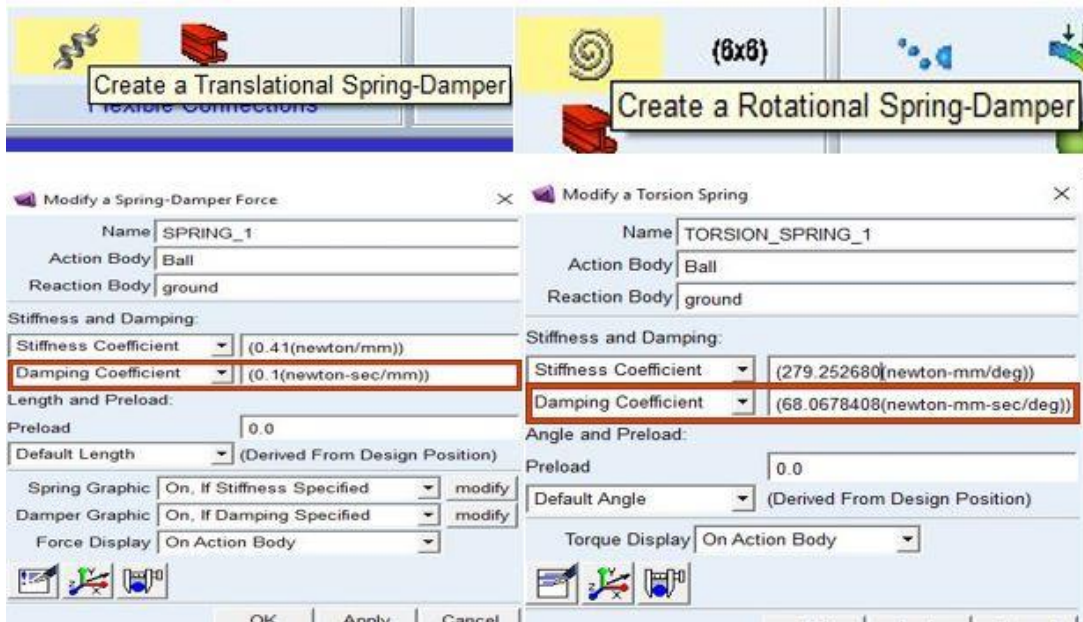 Create a Translational Spring-Damper
Flexible Connections
(6x6)
Create a Rotational Spring-Damper
Modify a Spring-Damper Force
Name SPRING_1
Action Body Ball
Reaction Body ground
Stiffness and Damping:
Stiffness Coefficient (0.41(newton/mm))
Damping Coefficient (0.1(newton-sec/mm))
Length and Preload:
Preload 0.0
Default Length (Derived From Design Position)
Spring Graphic On, If Stiffness Specified modify
Damper Graphic On, If Damping Specified modify
Force Display On Action Body
OK Apply Cancel
Modify a Torsion Spring
Name TORSION_SPRING_1
Action Body Ball
Reaction Body ground
Stiffness and Damping:
Stiffness Coefficient (279.252680(newton-mm/deg))
Damping Coefficient (68.0678408(newton-mm-sec/deg))
Angle and Preload:
Preload 0.0
Default Angle (Derived From Design Position)
Torque Display On Action Body